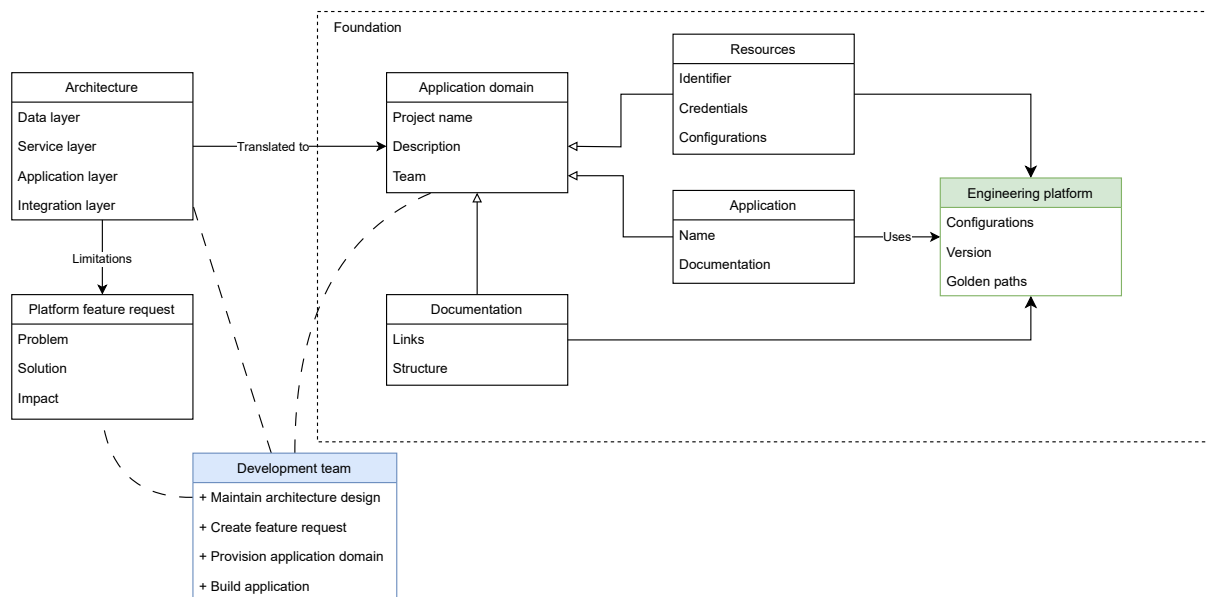 Foundation
Resources
Identifier
Credentials
Configurations
Architecture
Data layer
Service layer
Application layer
Integration layer
Translated to
Application domain
Project name
Description
Team
Application
Name
Documentation
Uses
Engineering platform
Configurations
Version
Golden paths
Limitations
Platform feature request
Problem
Solution
Impact
Documentation
Links
Structure
Development team
+ Maintain architecture design
+ Create feature request
+ Provision application domain
+ Build application